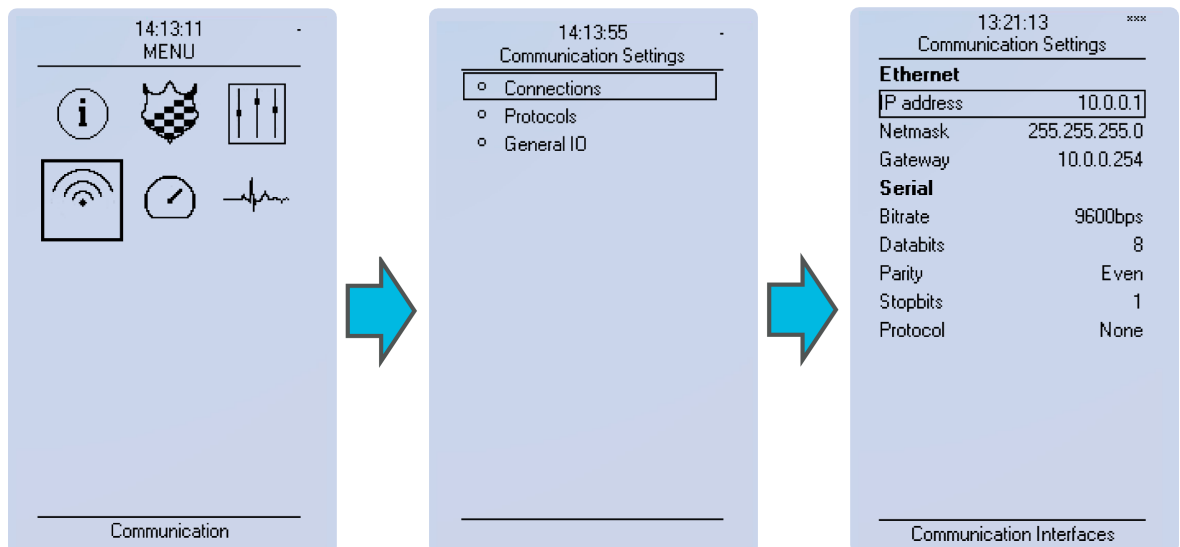 14:13:11 -
MENU
i
Communication
14:13:55 -
Communication Settings
Connections
Protocols
General IO
13:21:13 ***
Communication Settings
Ethernet
IP address 10.0.0.1
Netmask 255.255.255.0
Gateway 10.0.0.254
Serial
Bitrate 9600bps
Databits 8
Parity Even
Stopbits 1
Protocol None
Communication Interfaces